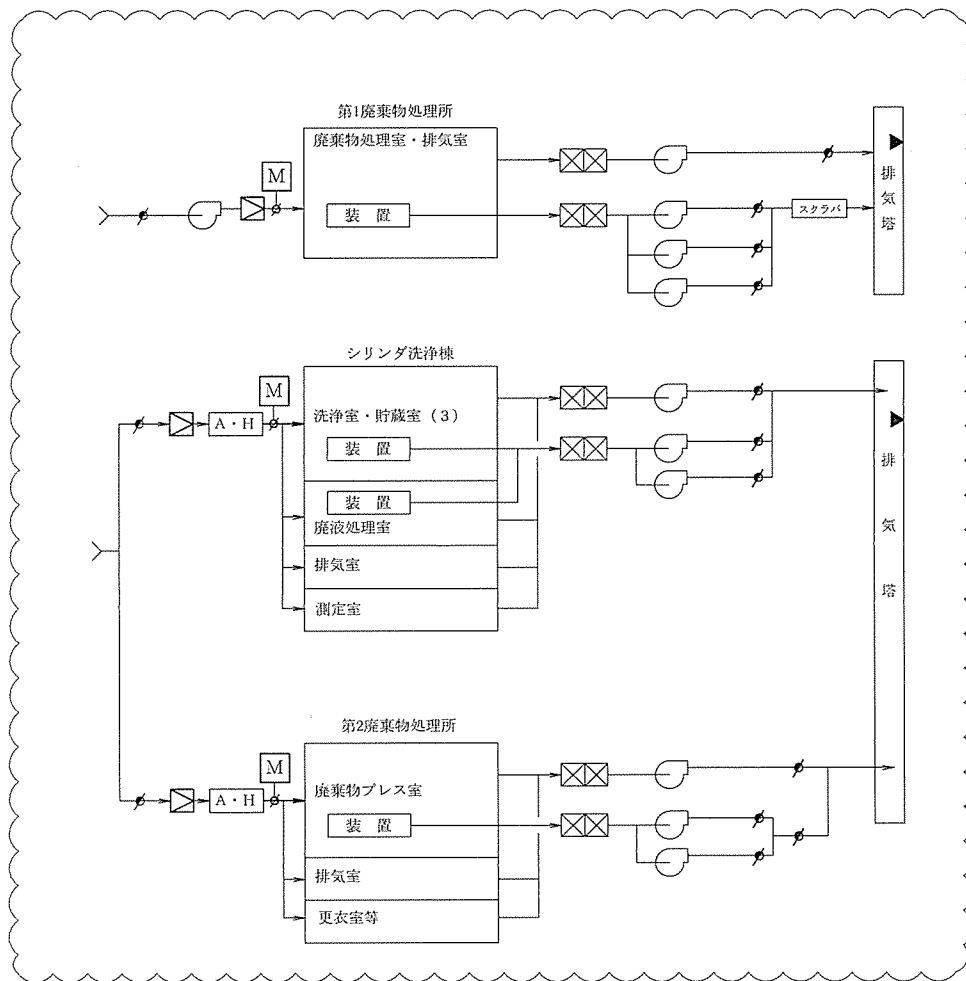 第1廃棄物処理所
廃棄物処理室・排気室
M
装 置
スクラバ
排気塔
シリンダ洗浄棟
M
洗浄室・貯蔵室（3）
A・H
装 置
装 置
廃液処理室
排気室
測定室
排気塔
第2廃棄物処理所
M
廃棄物プレス室
A・H
装 置
排気室
更衣室等